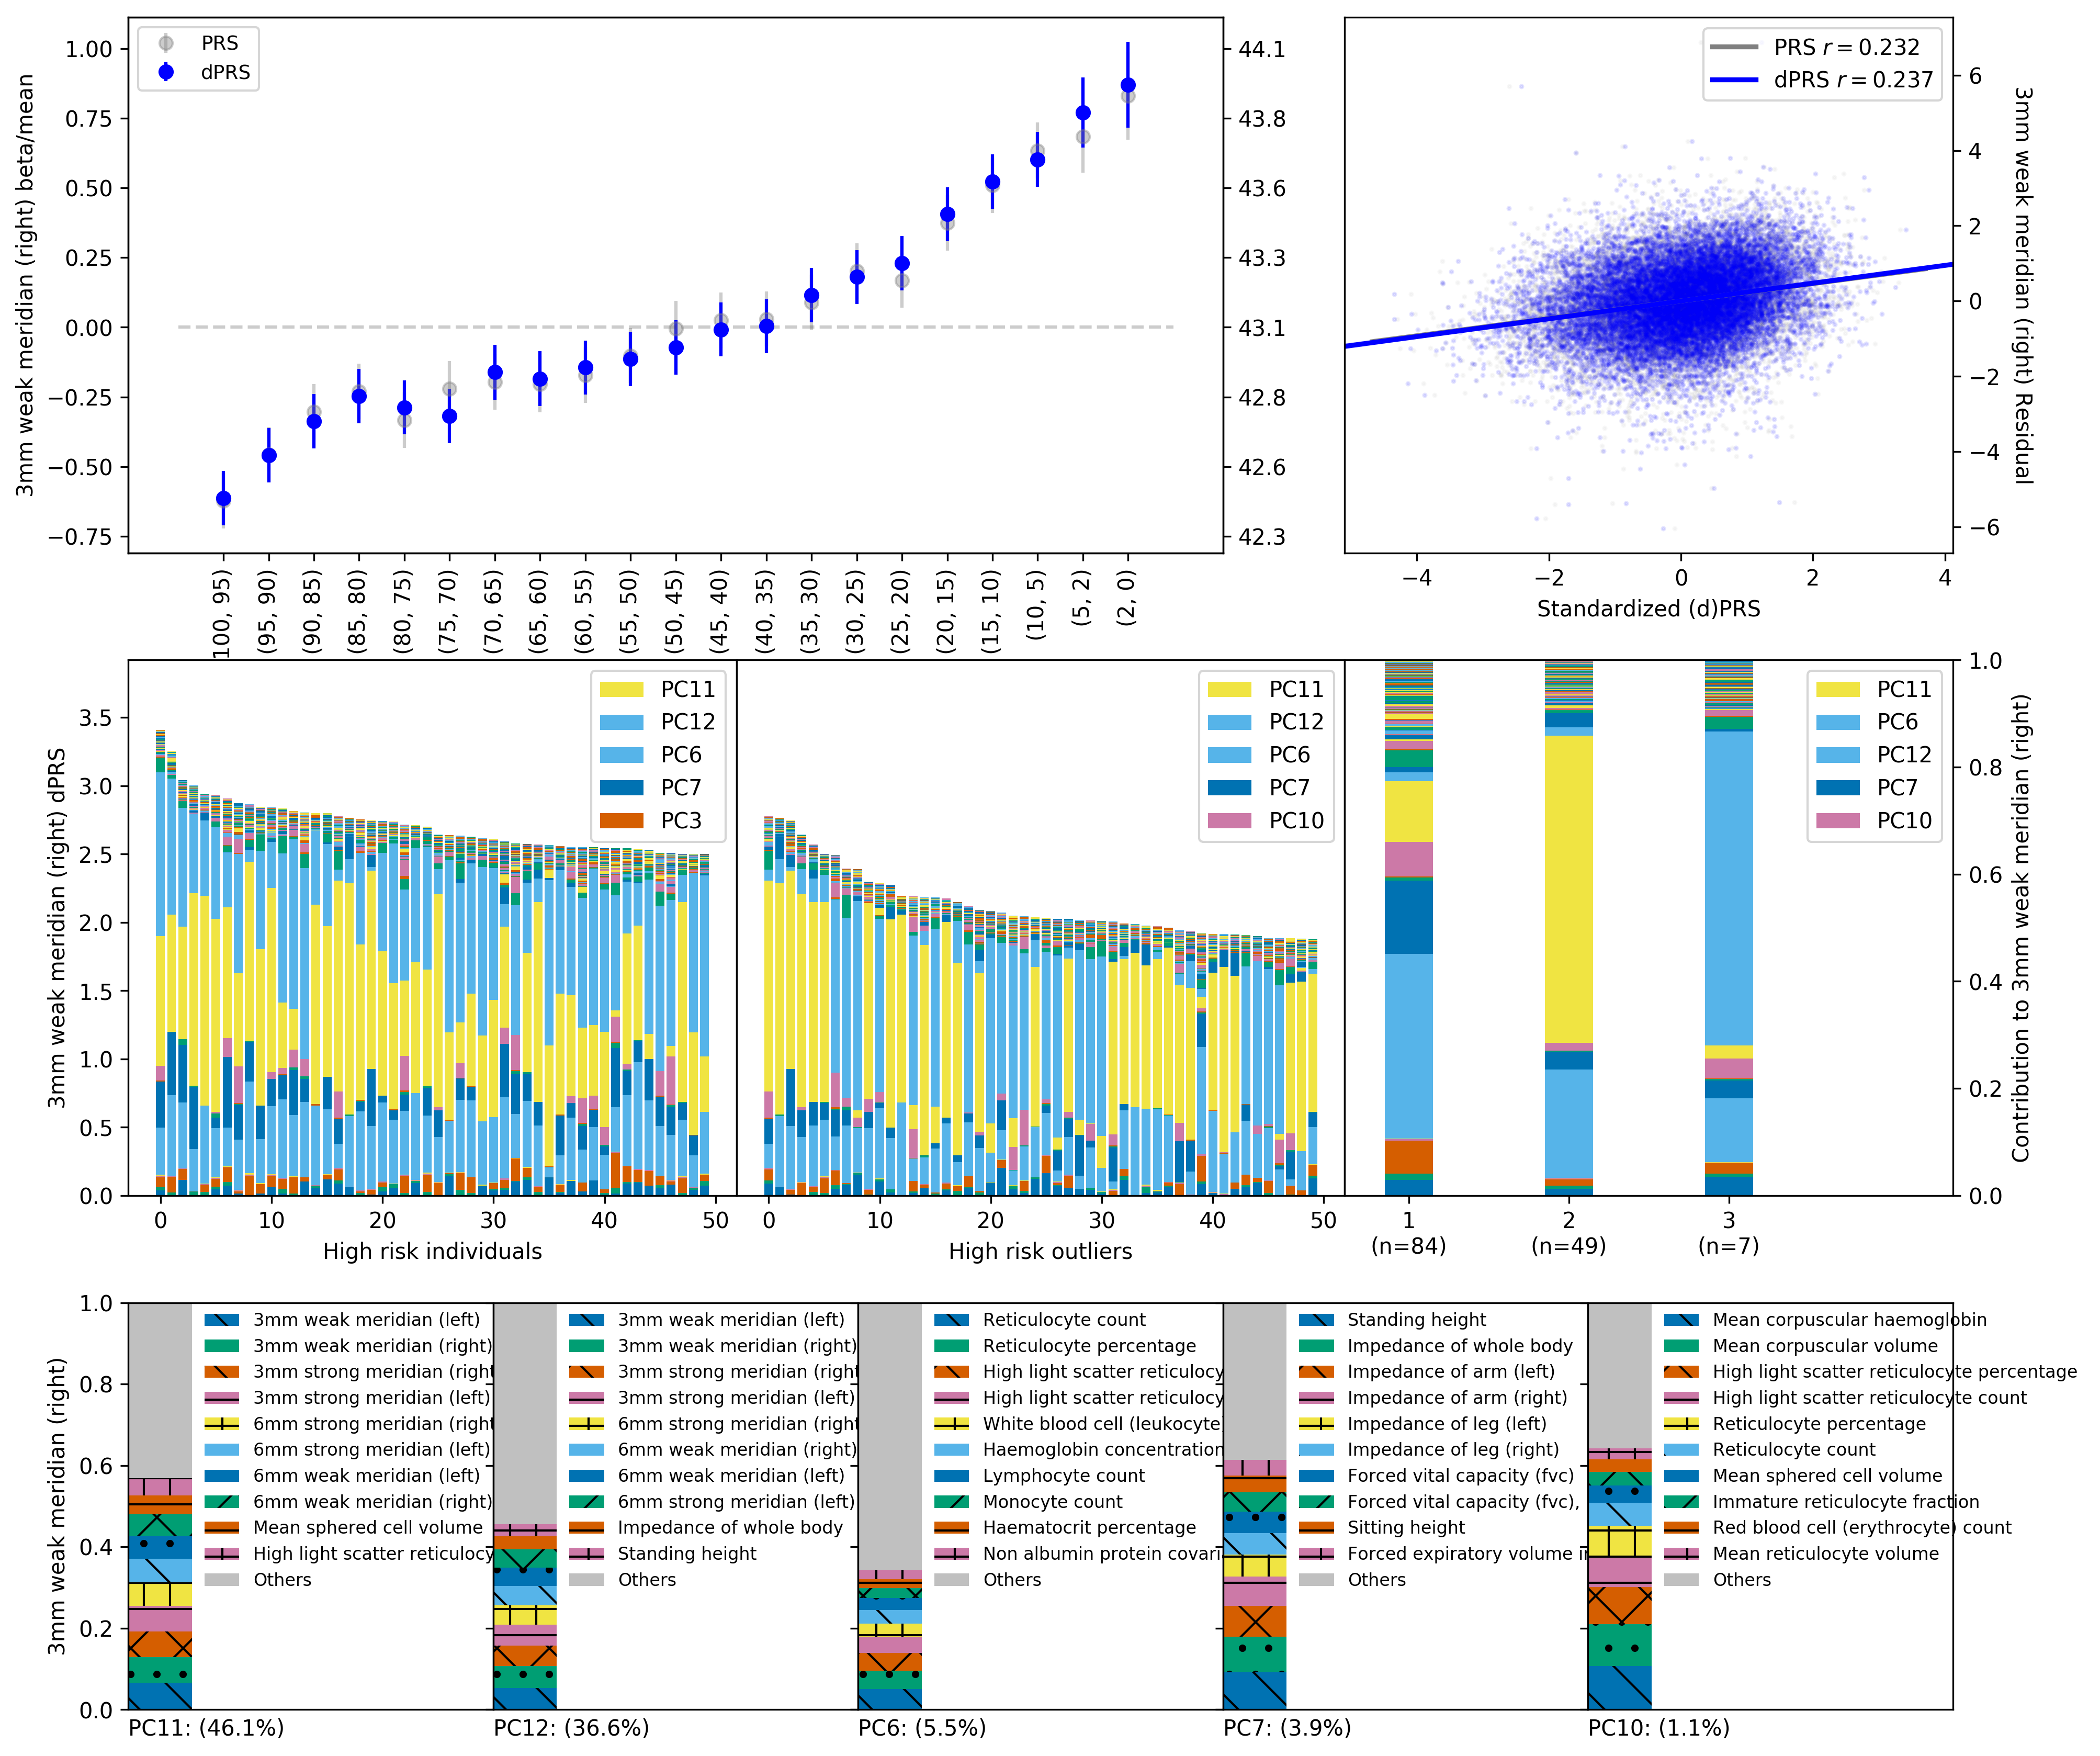 PRS
dPRS
3mm weak meridian (right) beta/mean
1.00
0.75
0.50
0.25
0.00
−0.25
−0.50
−0.75
44.1
43.8
43.6
43.3
43.1
42.8
42.6
42.3
100, 95)
(95, 90)
(90, 85)
(85, 80)
(80, 75)
(75, 70)
(70, 65)
(65, 60)
(60, 55)
(55, 50)
(50, 45)
(45, 40)
(40, 35)
(35, 30)
(30, 25)
(25, 20)
(20, 15)
(15, 10)
(10, 5)
(5, 2)
(2, 0)
PRS r = 0.232
dPRS r = 0.237
6
4
2
0
−2
−4
−6
3mm weak meridian (right) Residual
−4
−2
0
2
4
Standardized (d)PRS
3mm weak meridian (right) dPRS
3.5
3.0
2.5
2.0
1.5
1.0
0.5
0.0
PC11
PC12
PC6
PC7
PC3
0
10
20
30
40
50
High risk individuals
PC11
PC12
PC6
PC7
PC10
0
10
20
30
40
50
High risk outliers
PC11
PC6
PC12
PC7
PC10
1
(n=84)
2
(n=49)
3
(n=7)
1.0
0.8
0.6
0.4
0.2
0.0
Contribution to 3mm weak meridian (right)
3mm weak meridian (right)
1.0
0.8
0.6
0.4
0.2
0.0
3mm weak meridian (left)
3mm weak meridian (right)
3mm strong meridian (right
3mm strong meridian (left)
6mm strong meridian (right
6mm strong meridian (left)
6mm weak meridian (left)
6mm weak meridian (right)
Mean sphered cell volume
High light scatter reticulocy
Others
PC11: (46.1%)
3mm weak meridian (left)
3mm weak meridian (right)
3mm strong meridian (right
3mm strong meridian (left)
6mm strong meridian (right
6mm weak meridian (right)
6mm weak meridian (left)
6mm strong meridian (left)
Impedance of whole body
Standing height
Others
PC12: (36.6%)
Reticulocyte count
Reticulocyte percentage
High light scatter reticulocy
High light scatter reticulocy
White blood cell (leukocyte
Haemoglobin concentration
Lymphocyte count
Monocyte count
Haematocrit percentage
Non albumin protein covari
Others
PC6: (5.5%)
Standing height
Impedance of whole body
Impedance of arm (left)
Impedance of arm (right)
Impedance of leg (left)
Impedance of leg (right)
Forced vital capacity (fvc)
Forced vital capacity (fvc),
Sitting height
Forced expiratory volume in
Others
PC7: (3.9%)
Mean corpuscular haemoglobin
Mean corpuscular volume
High light scatter reticulocyte percentage
High light scatter reticulocyte count
Reticulocyte percentage
Reticulocyte count
Mean sphered cell volume
Immature reticulocyte fraction
Red blood cell (erythrocyte) count
Mean reticulocyte volume
Others
PC10: (1.1%)